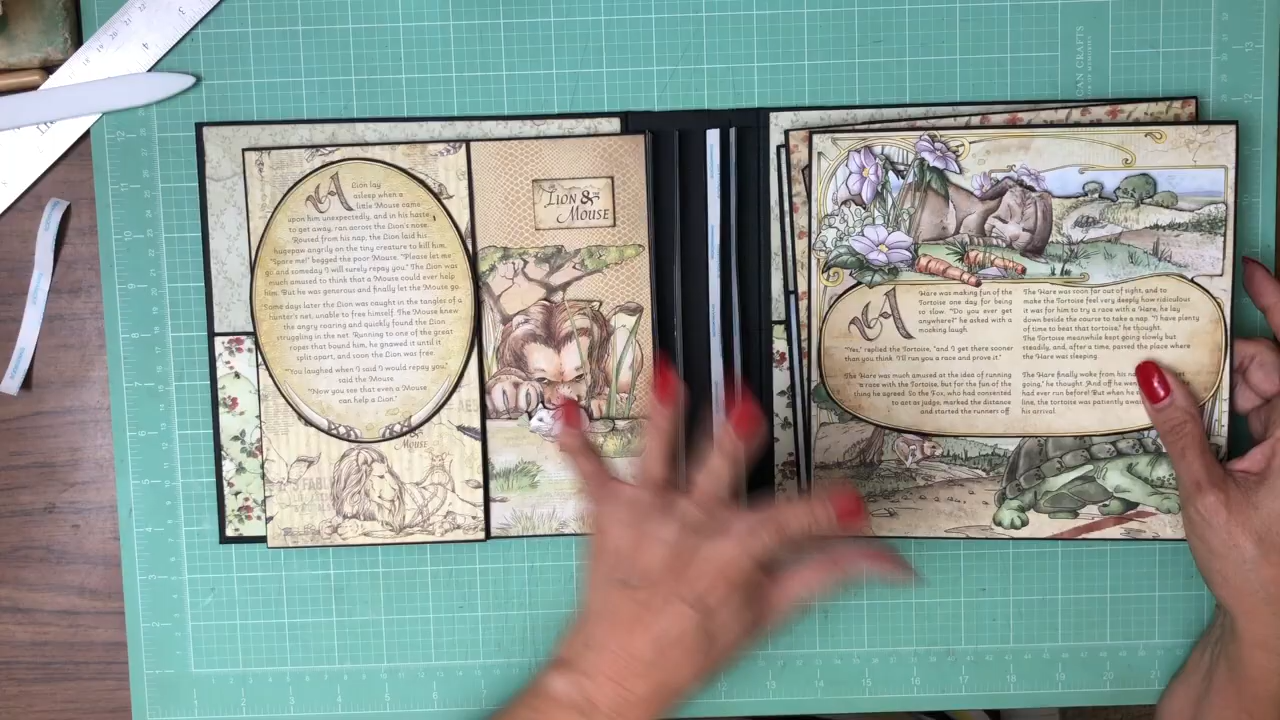 A Lion lay
asleep when a
little Mouse came
upon him unexpectedly, and in his haste
to get away, ran across the Lion's nose.
Roused from his nap, the Lion laid his
hugepaw angrily on the tiny creature to kill him.
"Spare me!" begged the poor Mouse. "Please let me
go and someday I will surely repay you." The Lion was
much amused to think that a Mouse could ever help
him. But he was generous and finally let the Mouse go.
Some days later the Lion was caught in the tangles of a
hunter's net, unable to free himself. The Mouse knew
the angry roaring and quickly found the Lion
struggling in the net. Running to one of the great
ropes that bound him, he gnawed it until it
split apart, and soon the Lion was free.
"You laughed when I said I would repay you,"
said the Mouse.
"Now you see that even a Mouse
can help a Lion."
Mouse
The
Lion &
Mouse
A Hare was making fun of the
Tortoise one day for being
so slow. "Do you ever get
anywhere?" he asked with a
mocking laugh.
"Yes," replied the Tortoise, "and I get there sooner
than you think. I'll run you a race and prove it."
The Hare was much amused at the idea of running
a race with the Tortoise, but for the fun of the
thing he agreed. So the Fox, who had consented
to act as judge, marked the distance
and started the runners off.
The Hare was soon far out of sight, and to
make the Tortoise feel very deeply how ridiculous
it was for him to try a race with a Hare, he lay
down beside the course to take a nap. "I have plenty
of time to beat that tortoise," he thought.
The Tortoise meanwhile kept going slowly but
steadily, and, after a time, passed the place where
the Hare was sleeping.
The Hare finally woke from his nap.
going," he thought. And off he went
had ever run before! But when he
line, the tortoise was patiently
his arrival.
CAN CRAFTS